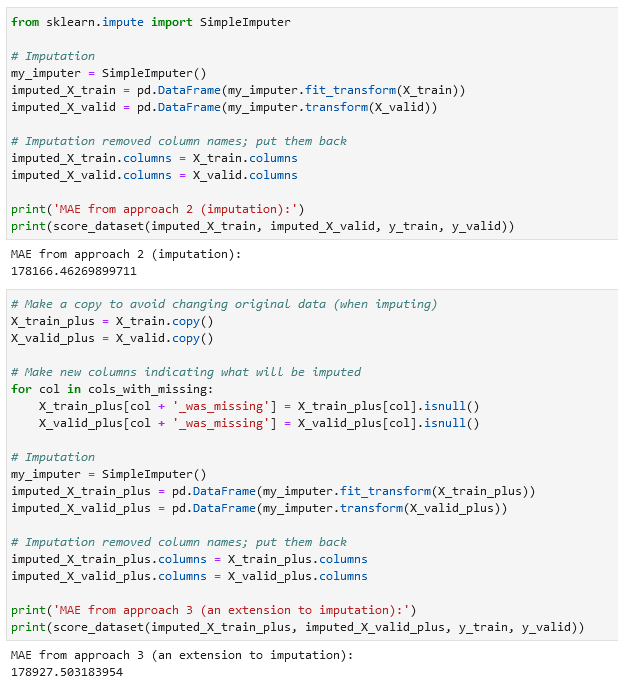 from sklearn.impute import SimpleImputer

# Imputation
my_imputer = SimpleImputer()
imputed_X_train = pd.DataFrame(my_imputer.fit_transform(X_train))
imputed_X_valid = pd.DataFrame(my_imputer.transform(X_valid))

# Imputation removed column names; put them back
imputed_X_train.columns = X_train.columns
imputed_X_valid.columns = X_valid.columns

print('MAE from approach 2 (imputation):')
print(score_dataset(imputed_X_train, imputed_X_valid, y_train, y_valid))
MAE from approach 2 (imputation):
178166.46269899711
# Make a copy to avoid changing original data (when imputing)
X_train_plus = X_train.copy()
X_valid_plus = X_valid.copy()

# Make new columns indicating what will be imputed
for col in cols_with_missing:
    X_train_plus[col + '_was_missing'] = X_train_plus[col].isnull()
    X_valid_plus[col + '_was_missing'] = X_valid_plus[col].isnull()

# Imputation
my_imputer = SimpleImputer()
imputed_X_train_plus = pd.DataFrame(my_imputer.fit_transform(X_train_plus))
imputed_X_valid_plus = pd.DataFrame(my_imputer.transform(X_valid_plus))

# Imputation removed column names; put them back
imputed_X_train_plus.columns = X_train_plus.columns
imputed_X_valid_plus.columns = X_valid_plus.columns

print('MAE from approach 3 (an extension to imputation):')
print(score_dataset(imputed_X_train_plus, imputed_X_valid_plus, y_train, y_valid))
MAE from approach 3 (an extension to imputation):
178927.503183954